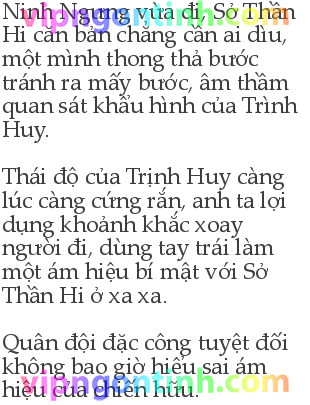 Ninh Ngưng vừa đi, Sở Thần
Hi căn bản chẳng cần ai dìu,
một mình thong thả bước
tránh ra mấy bước, âm thầm
quan sát khẩu hình của Trình
Huy.
Thái độ của Trịnh Huy càng
lúc càng cứng rắn, anh ta lợi
dụng khoảnh khắc xoay
người đi, dùng tay trái làm
một ám hiệu bí mật với Sở
Thần Hi ở xa xa.
Quân đội đặc công tuyệt đối
không bao giờ hiểu sai ám
hiệu của chiến hữu.
vipngontinh.com
vipngontinh.com